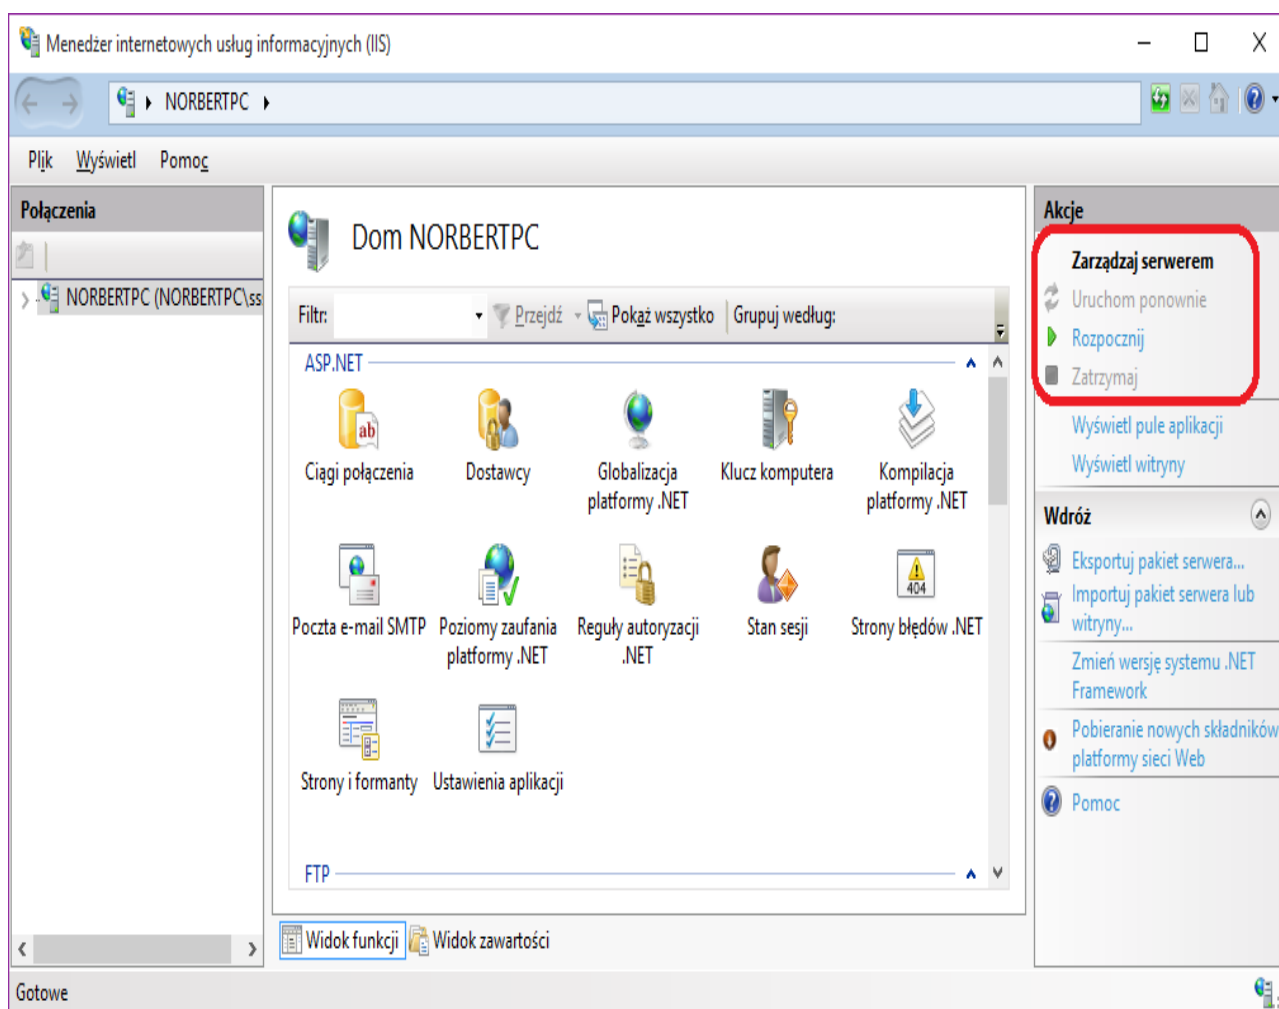 Menedżer internetowych usług informacyjnych (IIS)
NORBERTPC
Plik Wyświetl Pomoc
Połączenia
NORBERTPC (NORBERTPC\ss
Dom NORBERTPC
Filtr: Przejdź Pokaż wszystko Grupuj według:
ASP.NET
ab
Ciągi połączenia
Dostawcy
Globalizacja
platformy .NET
Klucz komputera
Kompilacja
platformy .NET
404
Poczta e-mail SMTP
Poziomy zaufania
platformy .NET
Reguły autoryzacji
.NET
Stan sesji
Strony błędów .NET
Strony i formanty
Ustawienia aplikacji
FTP
Widok funkcji Widok zawartości
Akcje
Zarządzaj serwerem
Uruchom ponownie
Rozpocznij
Zatrzymaj
Wyświetl pule aplikacji
Wyświetl witryny
Wdróż
Eksportuj pakiet serwera...
Importuj pakiet serwera lub
witryny...
Zmień wersję systemu .NET
Framework
Pobieranie nowych składników
platformy sieci Web
Pomoc
Gotowe